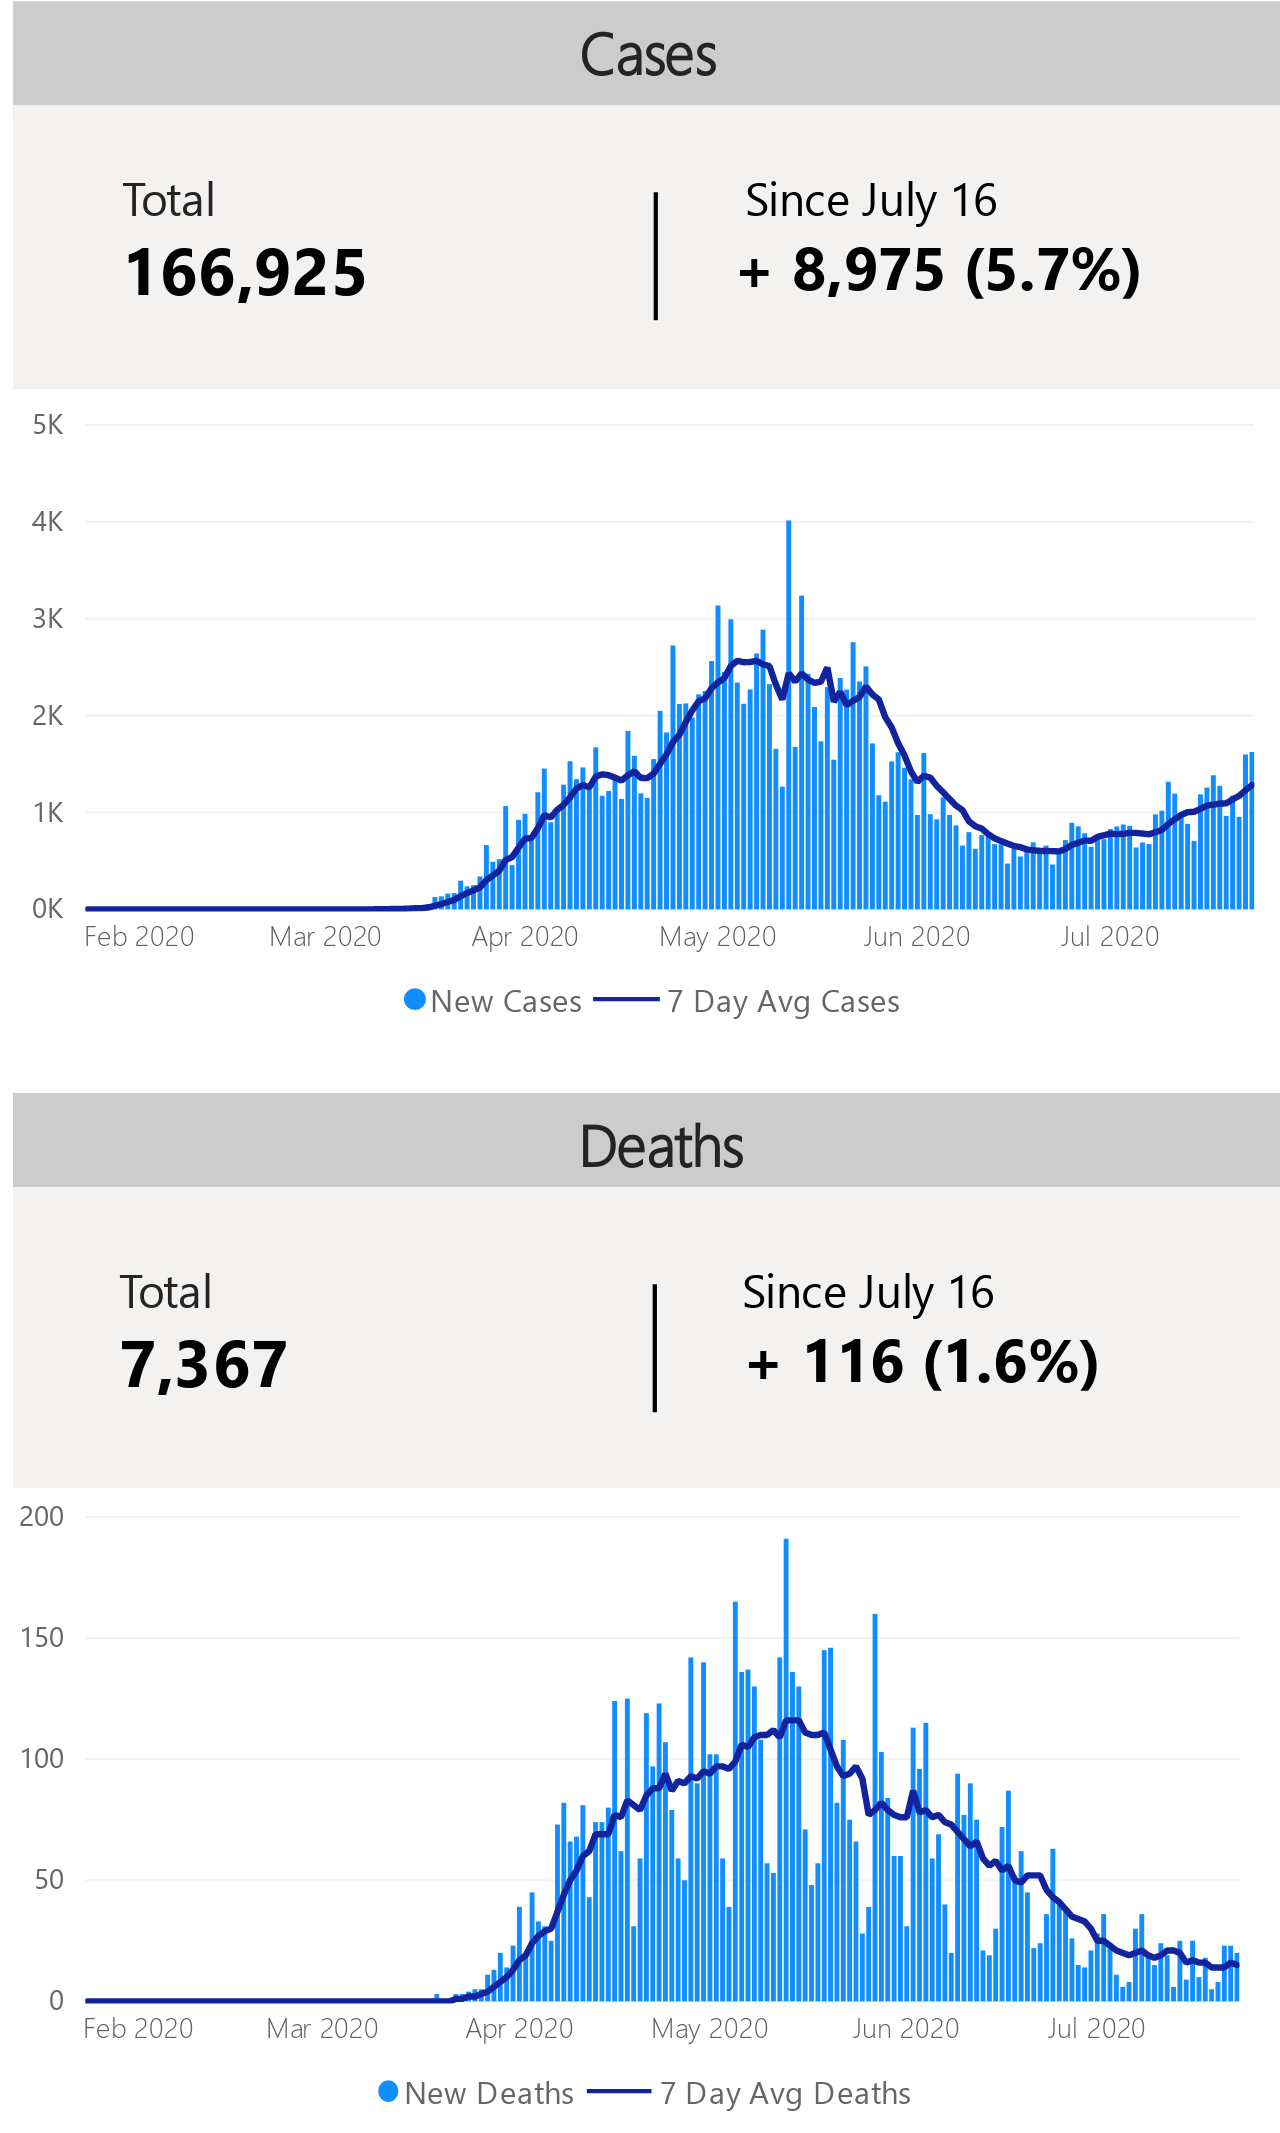 Cases
Total
Since July 16
166,925
+ 8,975 (5.7%)
5K
4K
3K
2K
1K
0K
Feb 2020 Mar 2020 Apr 2020 May 2020 Jun 2020 Jul 2020
New Cases 7 Day Avg Cases
Deaths
Total
Since July 16
7,367
+ 116 (1.6%)
200
150
100
50
0
Feb 2020 Mar 2020 Apr 2020 May 2020 Jun 2020 Jul 2020
New Deaths 7 Day Avg Deaths